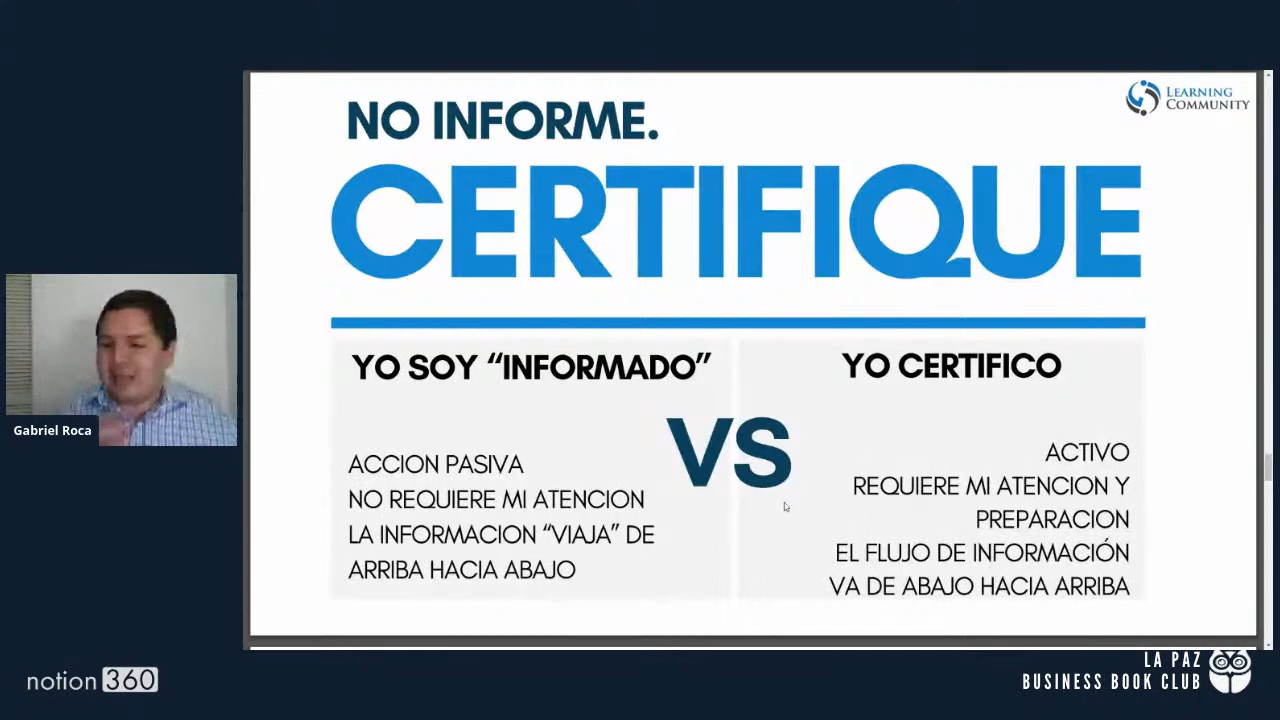 LEARNING
COMMUNITY
NO INFORME.
CERTIFIQUE
YO SOY “INFORMADO”
YO CERTIFICO
VS
ACCION PASIVA
NO REQUIERE MI ATENCION
LA INFORMACION “VIAJA” DE
ARRIBA HACIA ABAJO
ACTIVO
REQUIERE MI ATENCION Y
PREPARACION
EL FLUJO DE INFORMACIÓN
VA DE ABAJO HACIA ARRIBA
Gabriel Roca
notion 360
LA PAZ
BUSINESS BOOK CLUB